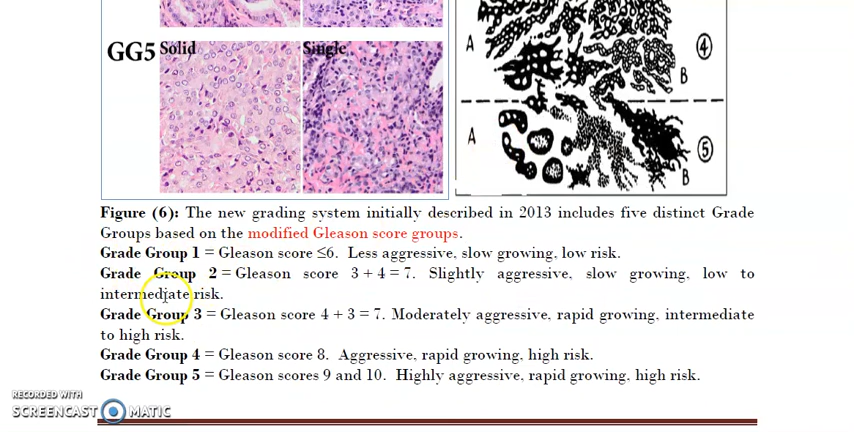 GG5 Solid Single
A
4
B
A
5
B
Figure (6): The new grading system initially described in 2013 includes five distinct Grade
Groups based on the modified Gleason score groups.
Grade Group 1 = Gleason score ≤6. Less aggressive, slow growing, low risk.
Grade Group 2 = Gleason score 3 + 4 = 7. Slightly aggressive, slow growing, low to
intermediate risk.
Grade Group 3 = Gleason score 4 + 3 = 7. Moderately aggressive, rapid growing, intermediate
to high risk.
Grade Group 4 = Gleason score 8. Aggressive, rapid growing, high risk.
Grade Group 5 = Gleason scores 9 and 10. Highly aggressive, rapid growing, high risk.
RECORDED WITH
SCREENCAST MATIC